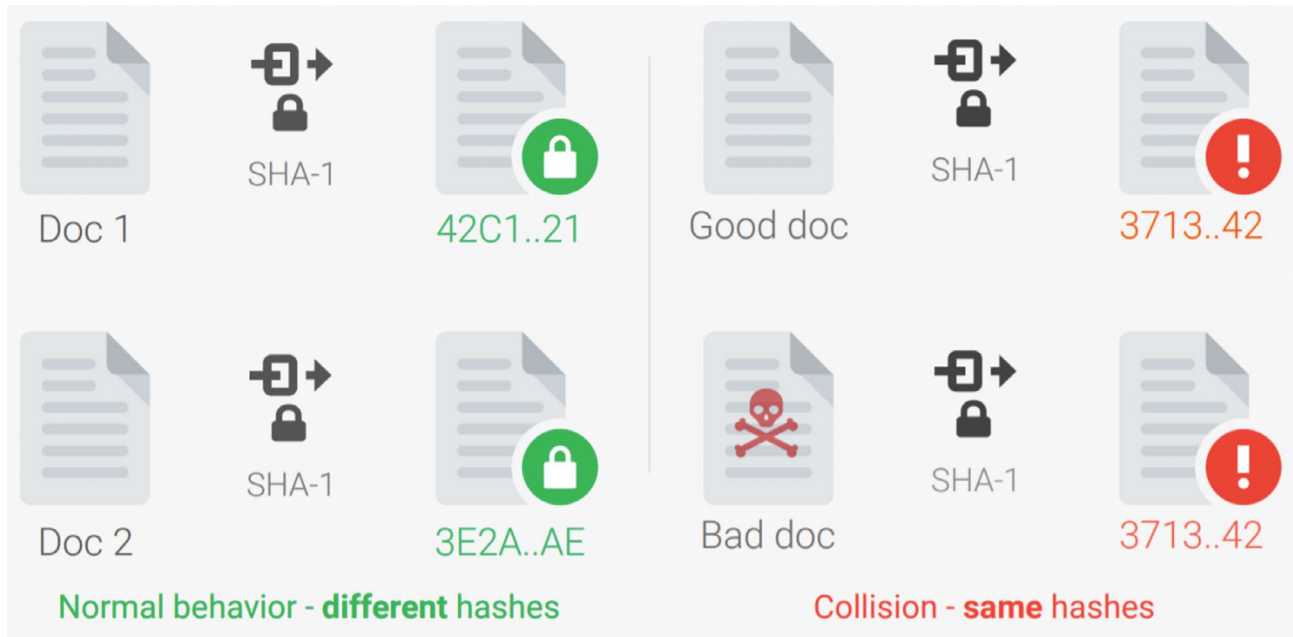 SHA-1
Doc 1
42C1..21
SHA-1
Doc 2
3E2A..AE
Normal behavior - different hashes
SHA-1
Good doc
3713..42
SHA-1
Bad doc
3713..42
Collision - same hashes